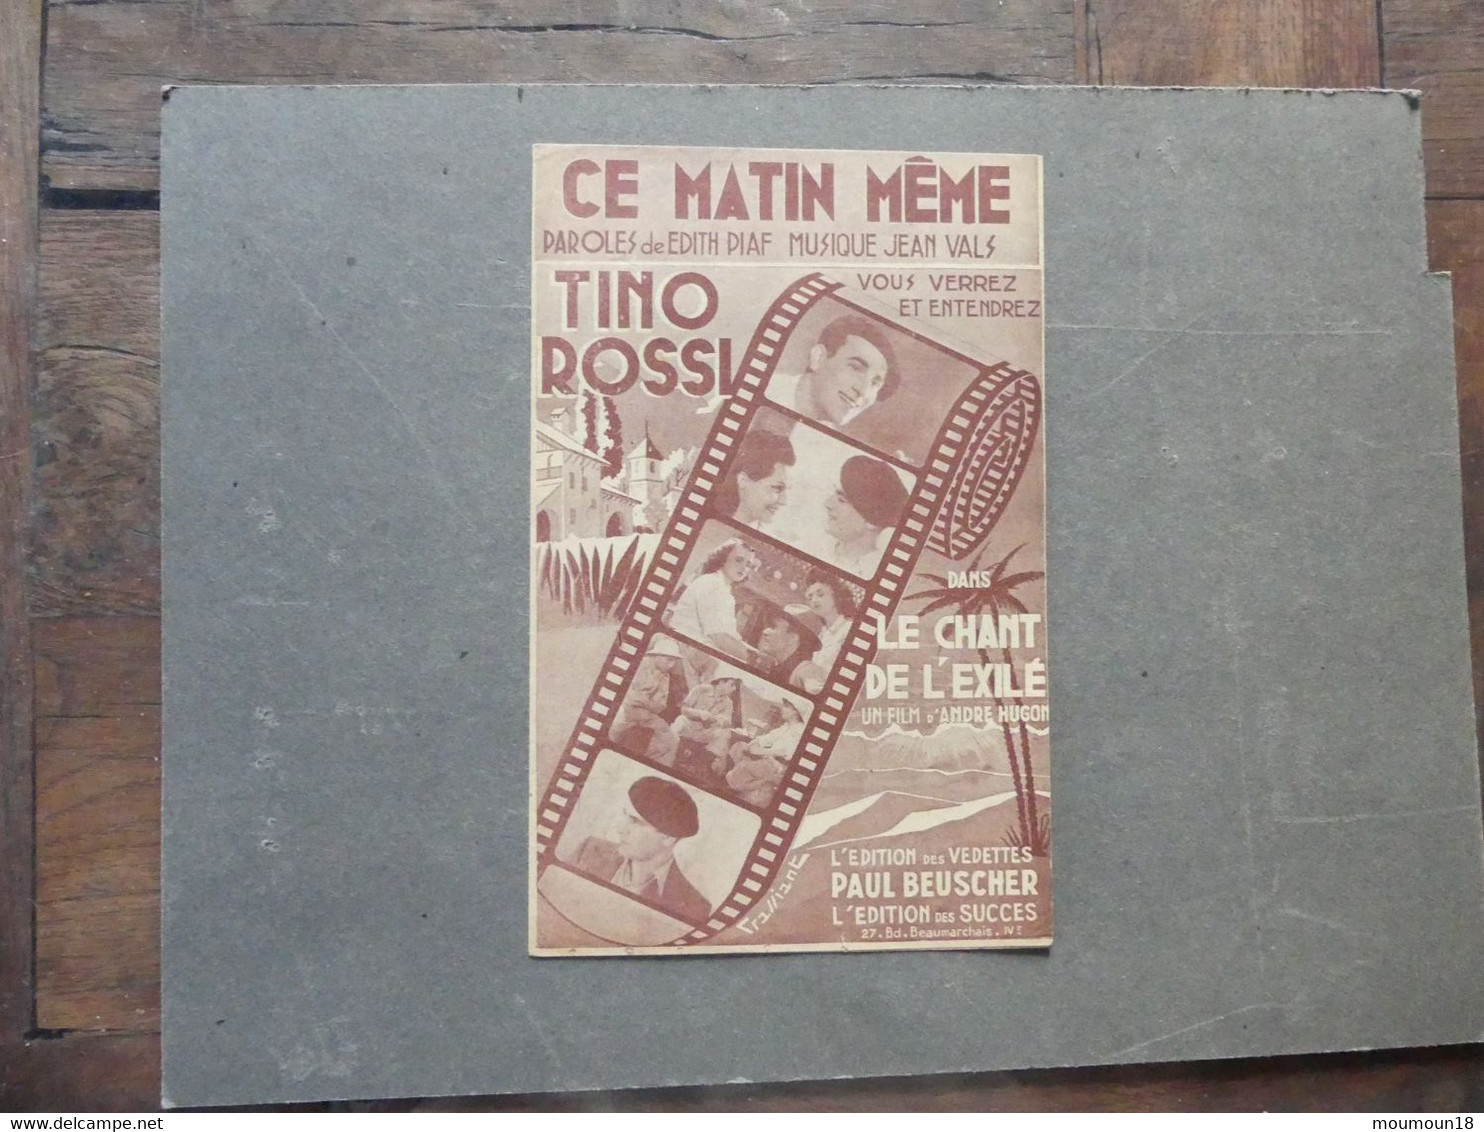 CE MATIN MÊME
PAROLES de EDITH PIAF MUSIQUE JEAN VALS
TINO
ROSSI
VOUS VERREZ
ET ENTENDREZ
DANS
LE CHANT
DE L'EXILÉ
UN FILM D'ANDRE HUGON
L'EDITION DES VEDETTES
PAUL BEUSCHER
L'EDITION DES SUCCES
27. Bd. Beaumarchais. IVE
moumoun18